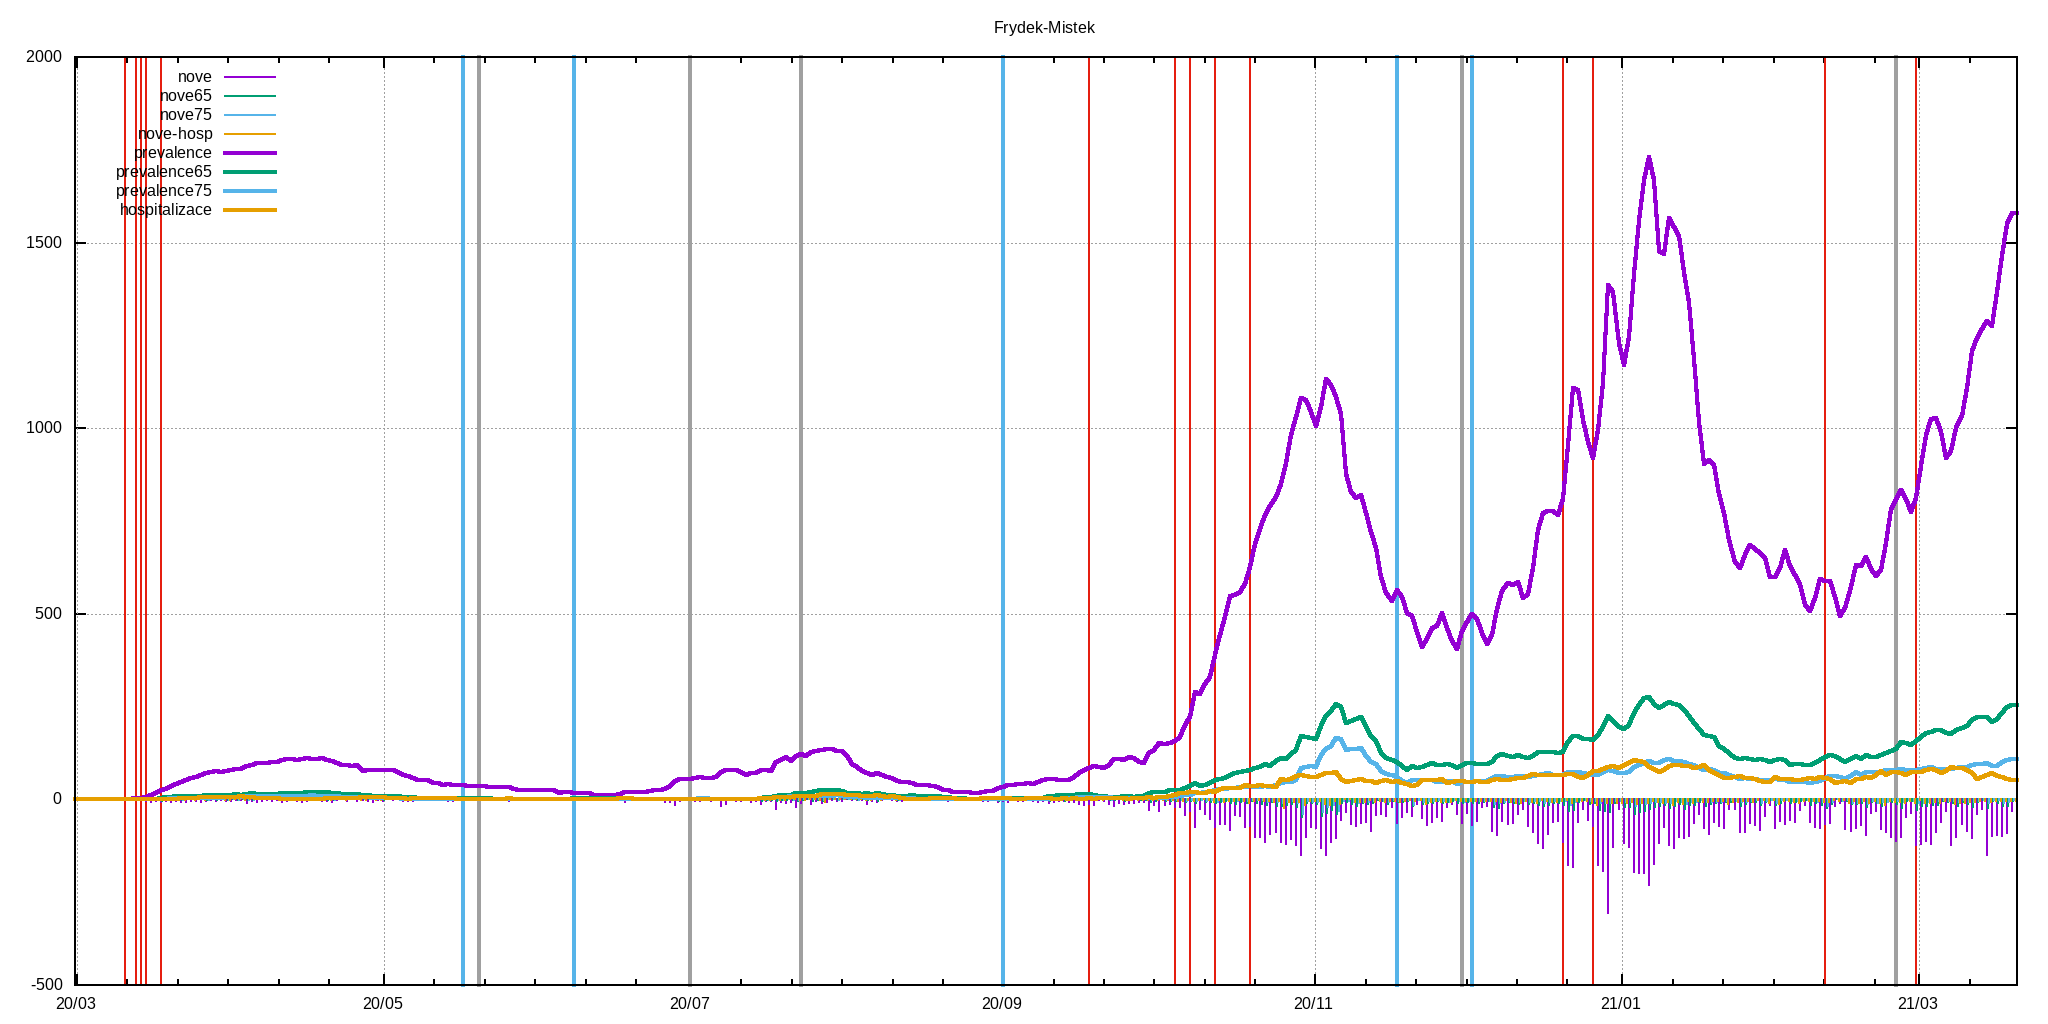 Frydek-Mistek
2000
1500
1000
500
0
-500
nove
nove65
nove75
nove-hosp
prevalence
prevalence65
prevalence75
hospitalizace
20/03 20/05 20/07 20/09 20/11 21/01 21/03